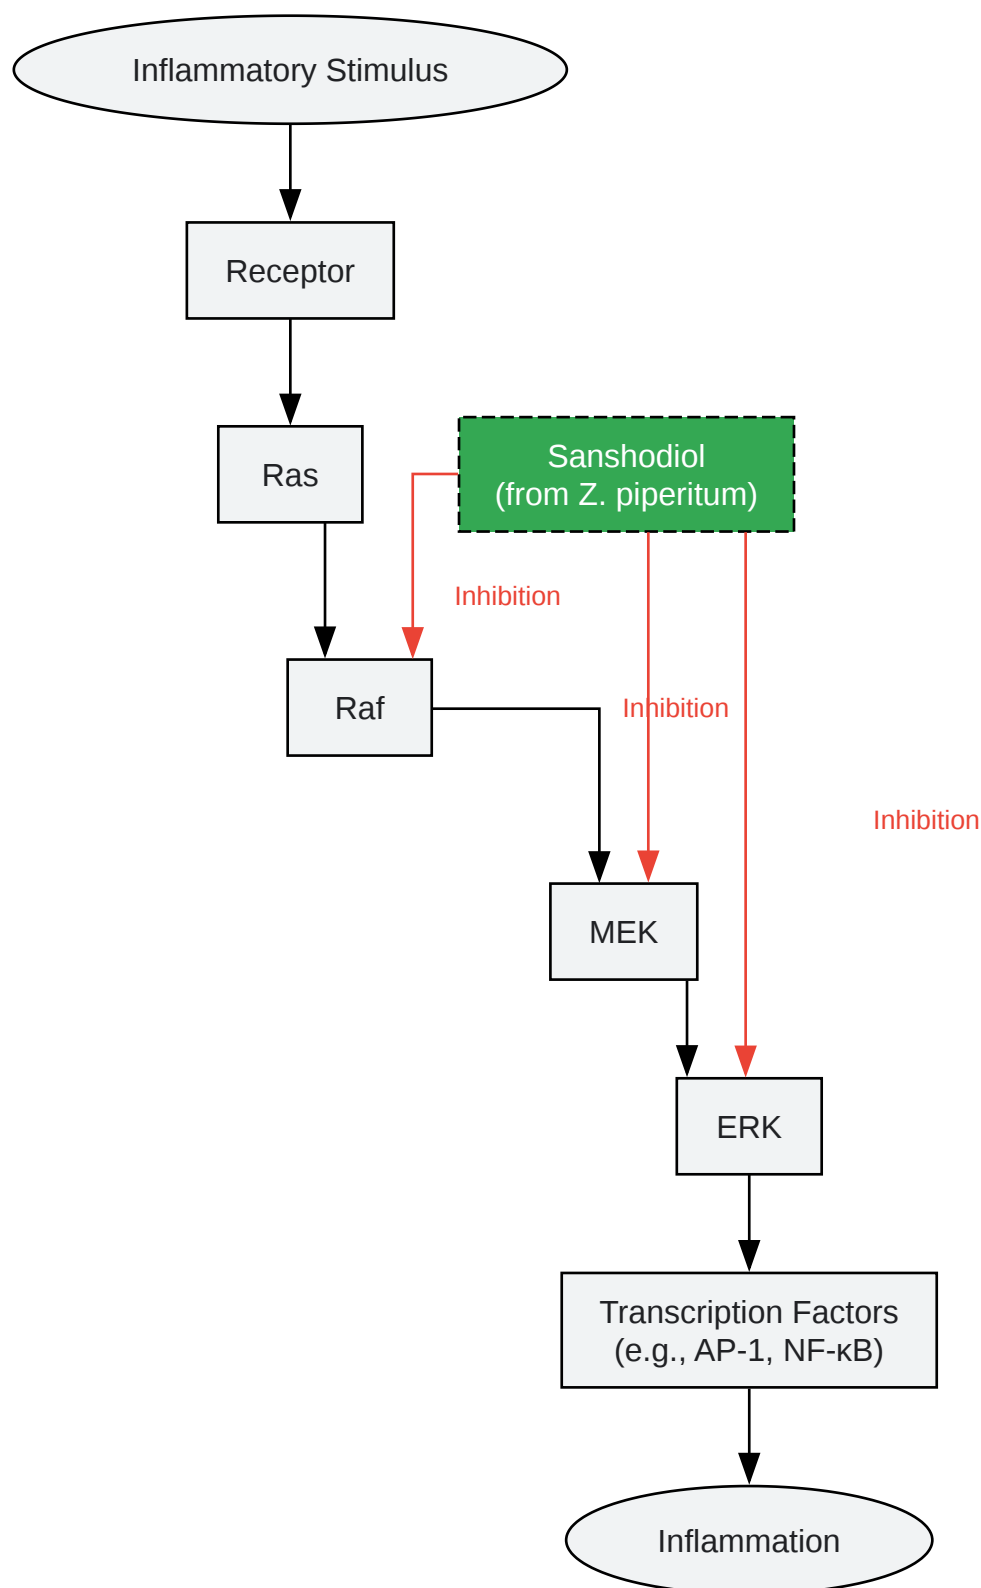 Inflammatory Stimulus
Receptor
Ras
Sanshodiol
(from Z. piperitum)
Inhibition
Raf
Inhibition
Inhibition
MEK
ERK
Transcription Factors
(e.g., AP-1, NF-κB)
Inflammation